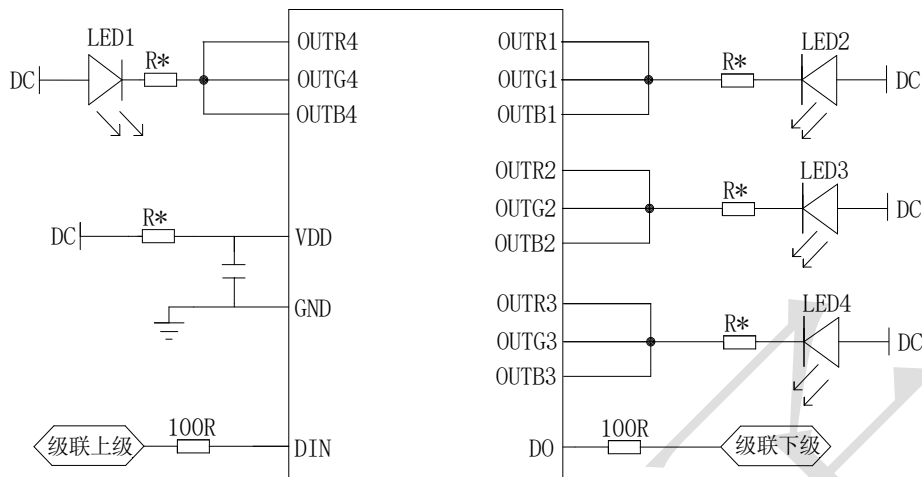 LED1
DC
R*
OUTR4
OUTG4
OUTB4
OUTR1
OUTG1
OUTB1
R*
LED2
DC
OUTR2
OUTG2
OUTB2
R*
LED3
DC
DC
R*
VDD
GND
OUTR3
OUTG3
OUTB3
R*
LED4
DC
级联上级
100R
DIN
DO
100R
级联下级